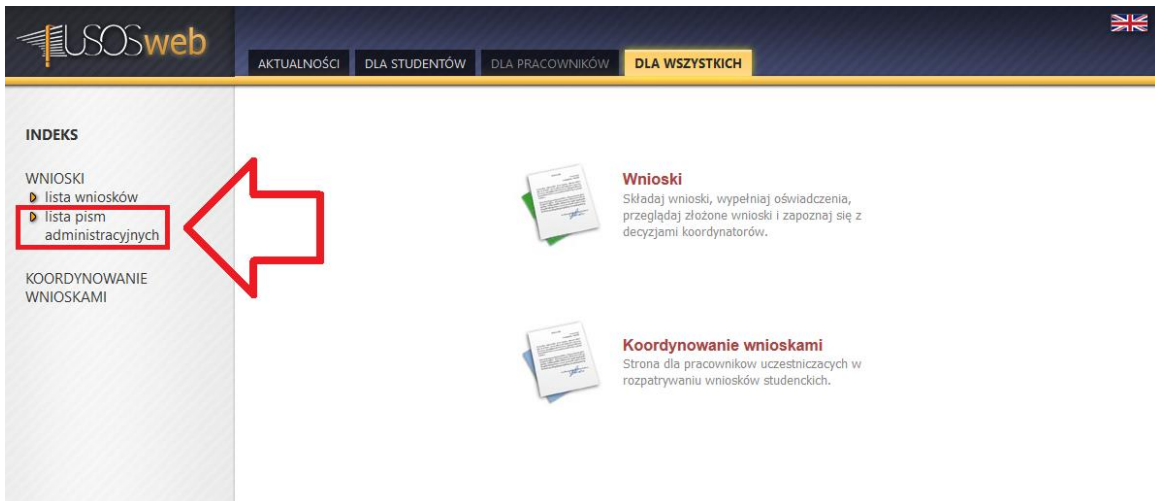 USOSweb
AKTUALNOŚCI DLA STUDENTÓW DLA PRACOWNIKÓW DLA WSZYSTKICH
INDEKS
WNIOSKI
lista wniosków
lista pism
administracyjnych
KOORDYNOWANIE
WNIOSKAMI
Wnioski
Składaj wnioski, wypełniaj oświadczenia,
przeglądaj złożone wnioski i zapoznaj się z
decyzjami koordynatorów.
Koordynowanie wnioskami
Strona dla pracownikow uczestniczacych w
rozpatrywaniu wniosków studenckich.